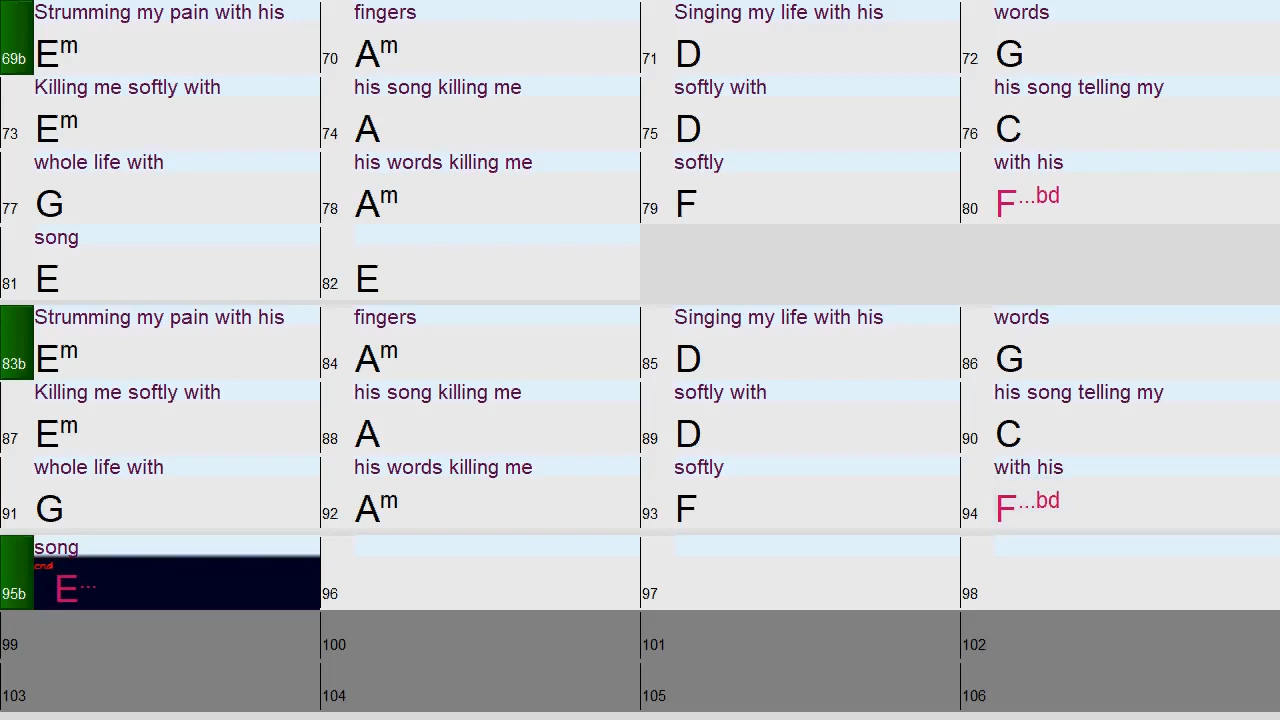 Strumming my pain with his fingers Singing my life with his words
69b Em 70 Am 71 D 72 G
Killing me softly with his song killing me softly with his song telling my
73 Em 74 A 75 D 76 C
whole life with his words killing me softly with his
77 G 78 Am 79 F 80 F...bd
song
81 E 82 E
Strumming my pain with his fingers Singing my life with his words
83b Em 84 Am 85 D 86 G
Killing me softly with his song killing me softly with his song telling my
87 Em 88 A 89 D 90 C
whole life with his words killing me softly with his
91 G 92 Am 93 F 94 F...bd
song
end
95b E... 96 97 98
99 100 101 102
103 104 105 106